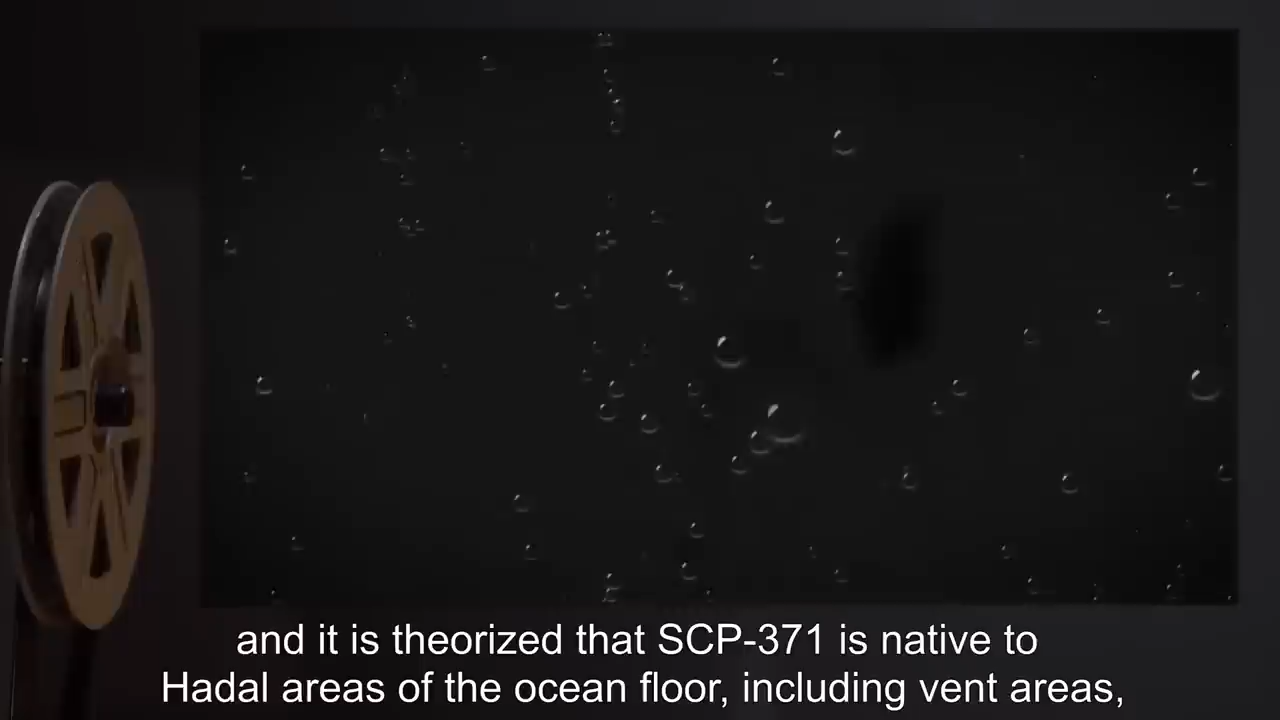 and it is theorized that SCP-371 is native to
Hadal areas of the ocean floor, including vent areas,